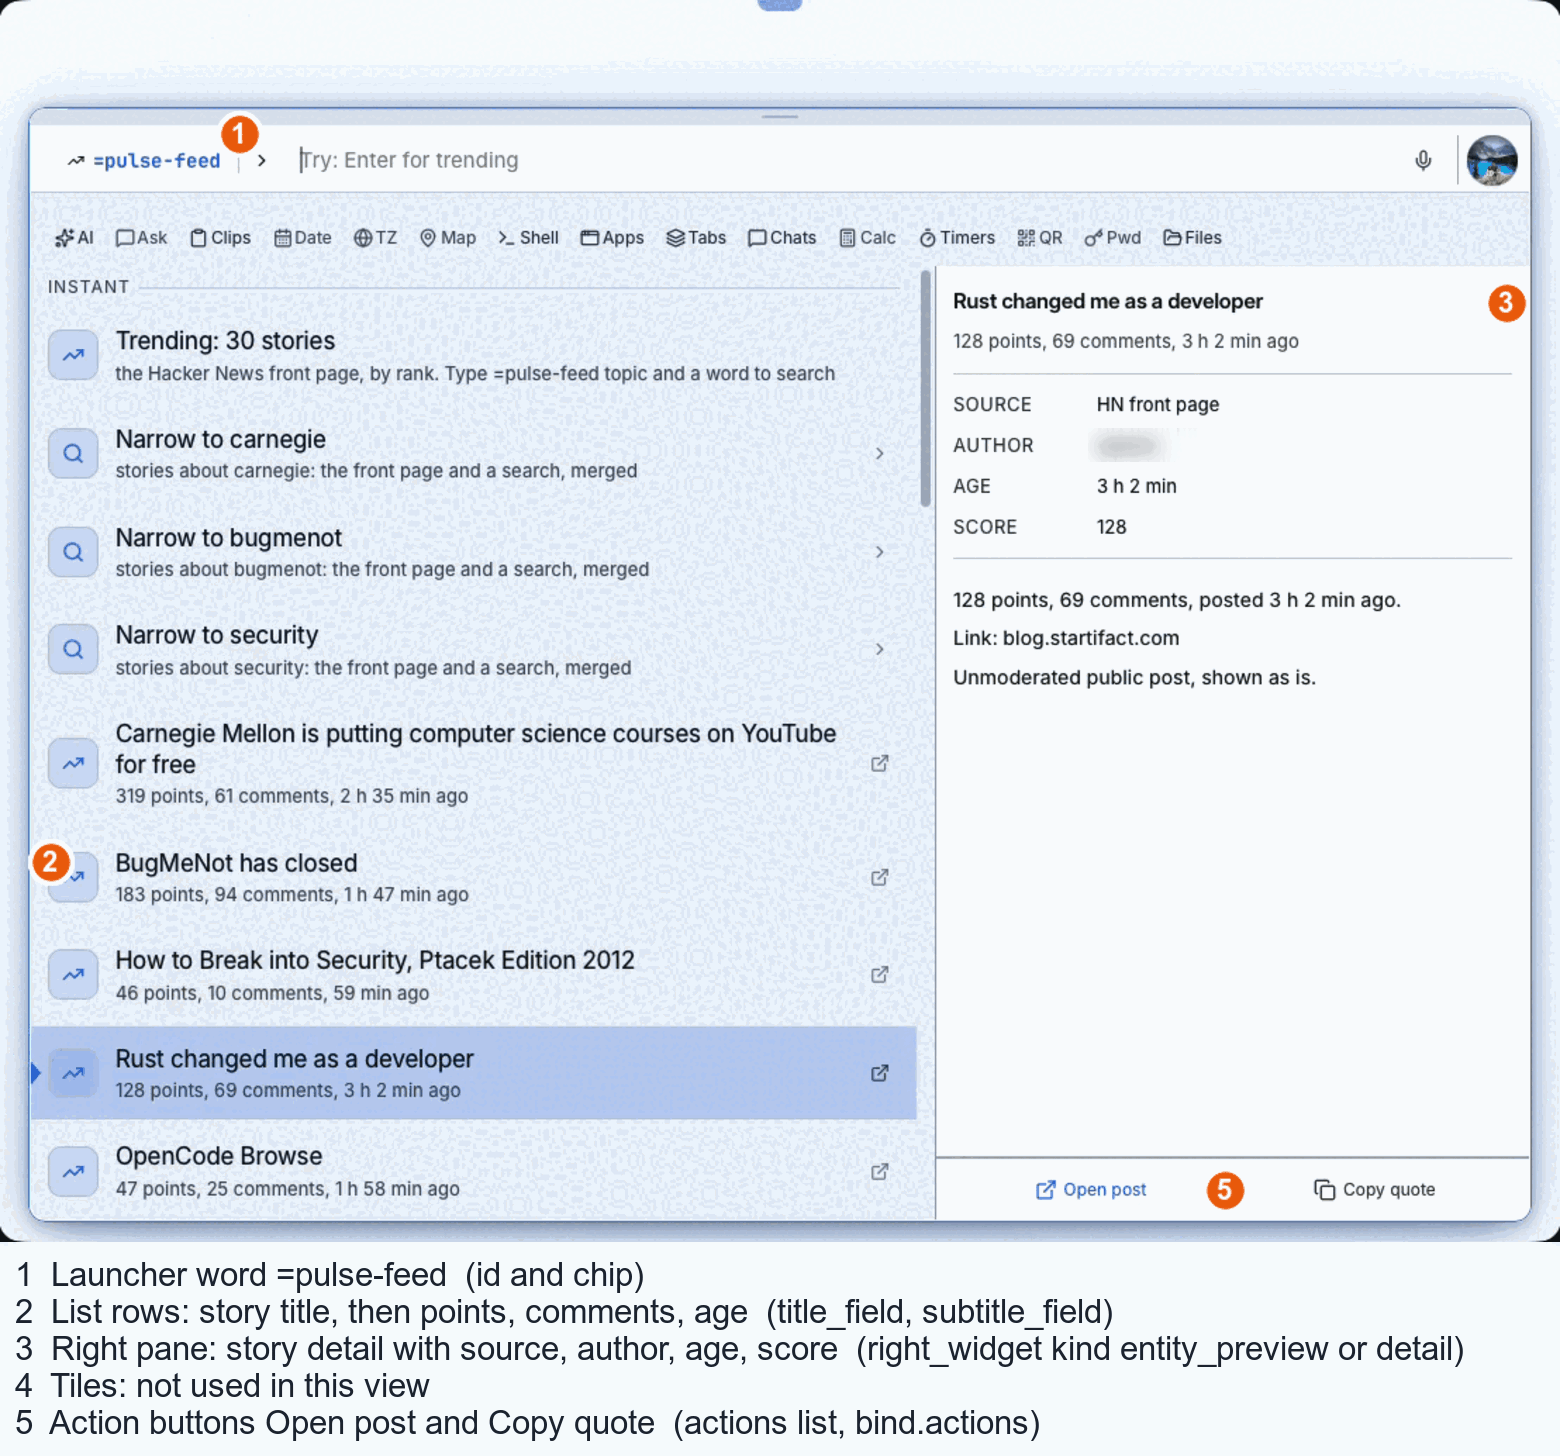 1
=pulse-feed
Try: Enter for trending
AI Ask Clips Date TZ Map Shell Apps Tabs Chats Calc Timers QR Pwd Files
INSTANT
Trending: 30 stories
the Hacker News front page, by rank. Type =pulse-feed topic and a word to search
Narrow to carnegie
stories about carnegie: the front page and a search, merged
Narrow to bugmenot
stories about bugmenot: the front page and a search, merged
Narrow to security
stories about security: the front page and a search, merged
Carnegie Mellon is putting computer science courses on YouTube
for free
319 points, 61 comments, 2 h 35 min ago
2
BugMeNot has closed
183 points, 94 comments, 1 h 47 min ago
How to Break into Security, Ptacek Edition 2012
46 points, 10 comments, 59 min ago
Rust changed me as a developer
128 points, 69 comments, 3 h 2 min ago
OpenCode Browse
47 points, 25 comments, 1 h 58 min ago
Rust changed me as a developer
3
128 points, 69 comments, 3 h 2 min ago
SOURCE HN front page
AUTHOR
AGE 3 h 2 min
SCORE 128
128 points, 69 comments, posted 3 h 2 min ago.
Link: blog.startifact.com
Unmoderated public post, shown as is.
Open post 5 Copy quote
1 Launcher word =pulse-feed (id and chip)
2 List rows: story title, then points, comments, age (title_field, subtitle_field)
3 Right pane: story detail with source, author, age, score (right_widget kind entity_preview or detail)
4 Tiles: not used in this view
5 Action buttons Open post and Copy quote (actions list, bind.actions)